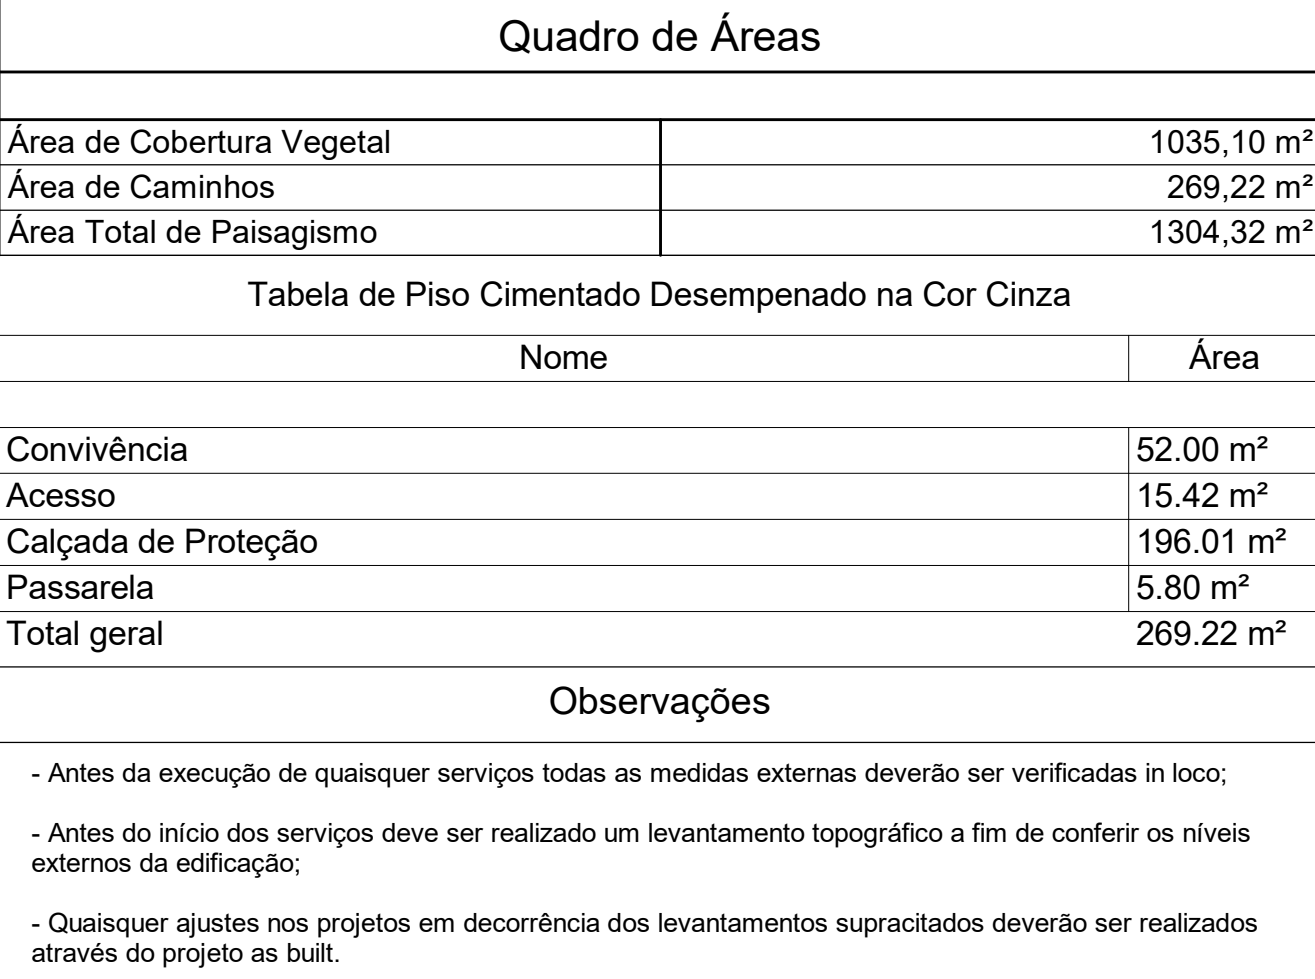 Quadro de Áreas
Área de Cobertura Vegetal 1035,10 m²
Área de Caminhos 269,22 m²
Área Total de Paisagismo 1304,32 m²
Tabela de Piso Cimentado Desempenado na Cor Cinza
Nome Área
Convivência 52.00 m²
Acesso 15.42 m²
Calçada de Proteção 196.01 m²
Passarela 5.80 m²
Total geral 269.22 m²
Observações
- Antes da execução de quaisquer serviços todas as medidas externas deverão ser verificadas in loco;
- Antes do início dos serviços deve ser realizado um levantamento topográfico a fim de conferir os níveis
externos da edificação;
- Quaisquer ajustes nos projetos em decorrência dos levantamentos supracitados deverão ser realizados
através do projeto as built.